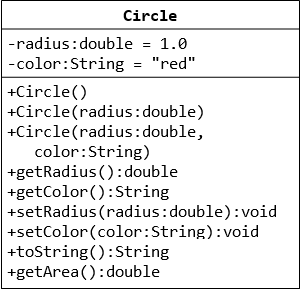 Circle
-radius:double = 1.0
-color:String = "red"
+Circle()
+Circle(radius:double)
+Circle(radius:double,
color:String)
+getRadius():double
+getColor():String
+setRadius(radius:double):void
+setColor(color:String):void
+toString():String
+getArea():double